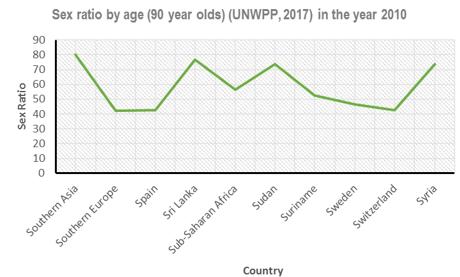 Sex ratio by age (90 year olds) (UNWPP, 2017) in the year 2010
90
80
70
60
50
40
30
20
10
0
Sex Ratio
Southern Asia
Southern Europe
Spain
Sri Lanka
Sub-Saharan Africa
Sudan
Suriname
Sweden
Switzerland
Syria
Country